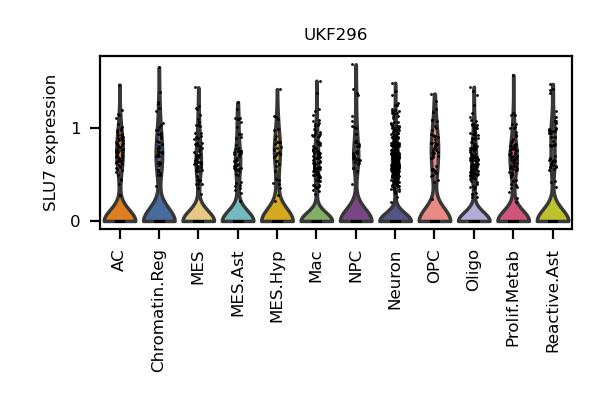 UKF296
SLU7 expression
1
0
AC
Chromatin.Reg
MES
MES.Ast
MES.Hyp
Mac
NPC
Neuron
OPC
Oligo
Prolif.Metab
Reactive.Ast